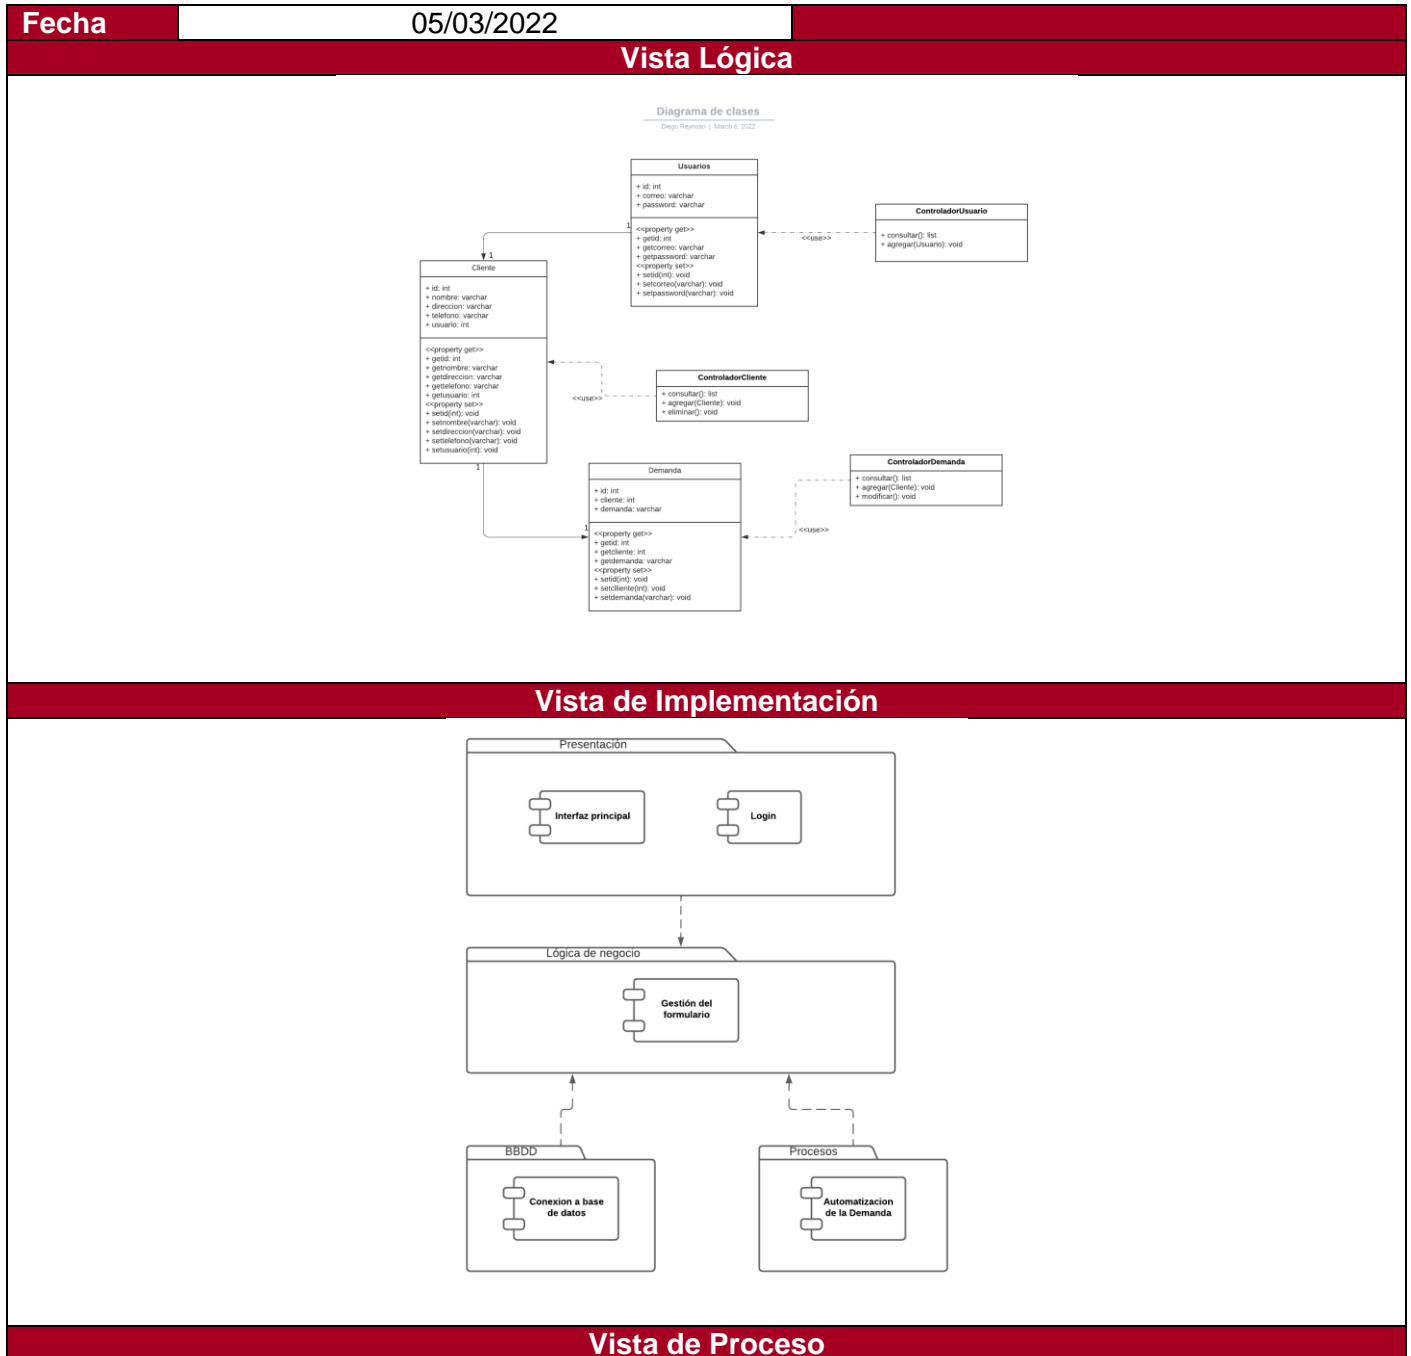 Fecha
05/03/2022
Vista Lógica
Diagrama de clases
Diego Reynoso | March 6, 2022
Usuarios
+ id: int
+ correo: varchar
+ password: varchar
<<property get>>
+ getid: int
+ getcorreo: varchar
+ getpassword: varchar
<<property set>>
+ setid(int): void
+ setcorreo(varchar): void
+ setpassword(varchar): void
1
1
<<use>>
ControladorUsuario
+ consultar(): list
+ agregar(Usuario): void
Cliente
+ id: int
+ nombre: varchar
+ direccion: varchar
+ telefono: varchar
+ usuario: int
<<property get>>
+ getid: int
+ getnombre: varchar
+ getdireccion: varchar
+ gettelefono: varchar
+ getusuario: int
<<property set>>
+ setid(int): void
+ setnombre(varchar): void
+ setdireccion(varchar): void
+ settelefono(varchar): void
+ setusuario(int): void
<<use>>
ControladorCliente
+ consultar(): list
+ agregar(Cliente): void
+ eliminar(): void
1
1
Demanda
+ id: int
+ cliente: int
+ demanda: varchar
<<property get>>
+ getid: int
+ getcliente: int
+ getdemanda: varchar
<<property set>>
+ setid(int): void
+ setclliente(int): void
+ setdemanda(varchar): void
<<use>>
ControladorDemanda
+ consultar(): list
+ agregar(Cliente): void
+ modificar(): void
Vista de Implementación
Presentación
Interfaz principal
Login
Lógica de negocio
Gestión del
formulario
BBDD
Conexion a base
de datos
Procesos
Automatizacion
de la Demanda
Vista de Proceso